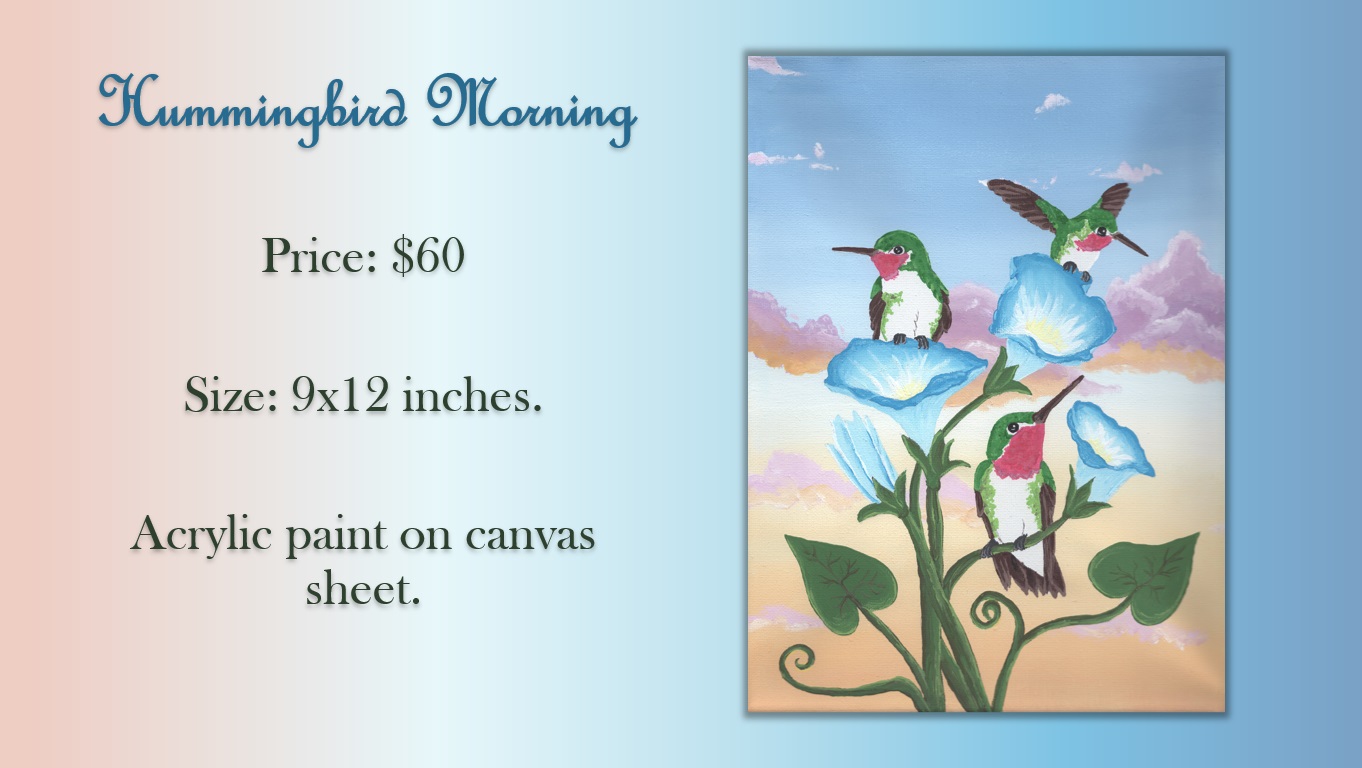 Hummingbird Morning
Price: $60
Size: 9x12 inches.
Acrylic paint on canvas
sheet.